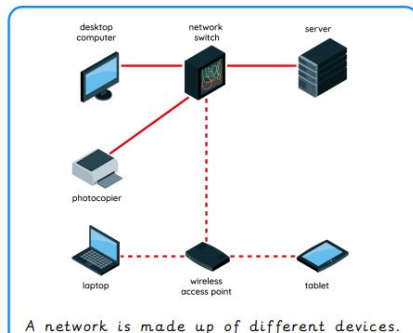 desktop
computer
network
switch
server
photocopier
laptop
wireless
access point
tablet
A network is made up of different devices.